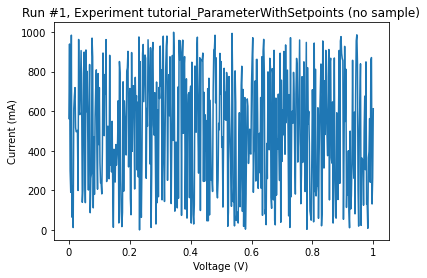 Run #1, Experiment tutorial_ParameterWithSetpoints (no sample)
1000
800
600
400
200
0
Current (mA)
0 0.2 0.4 0.6 0.8 1
Voltage (V)